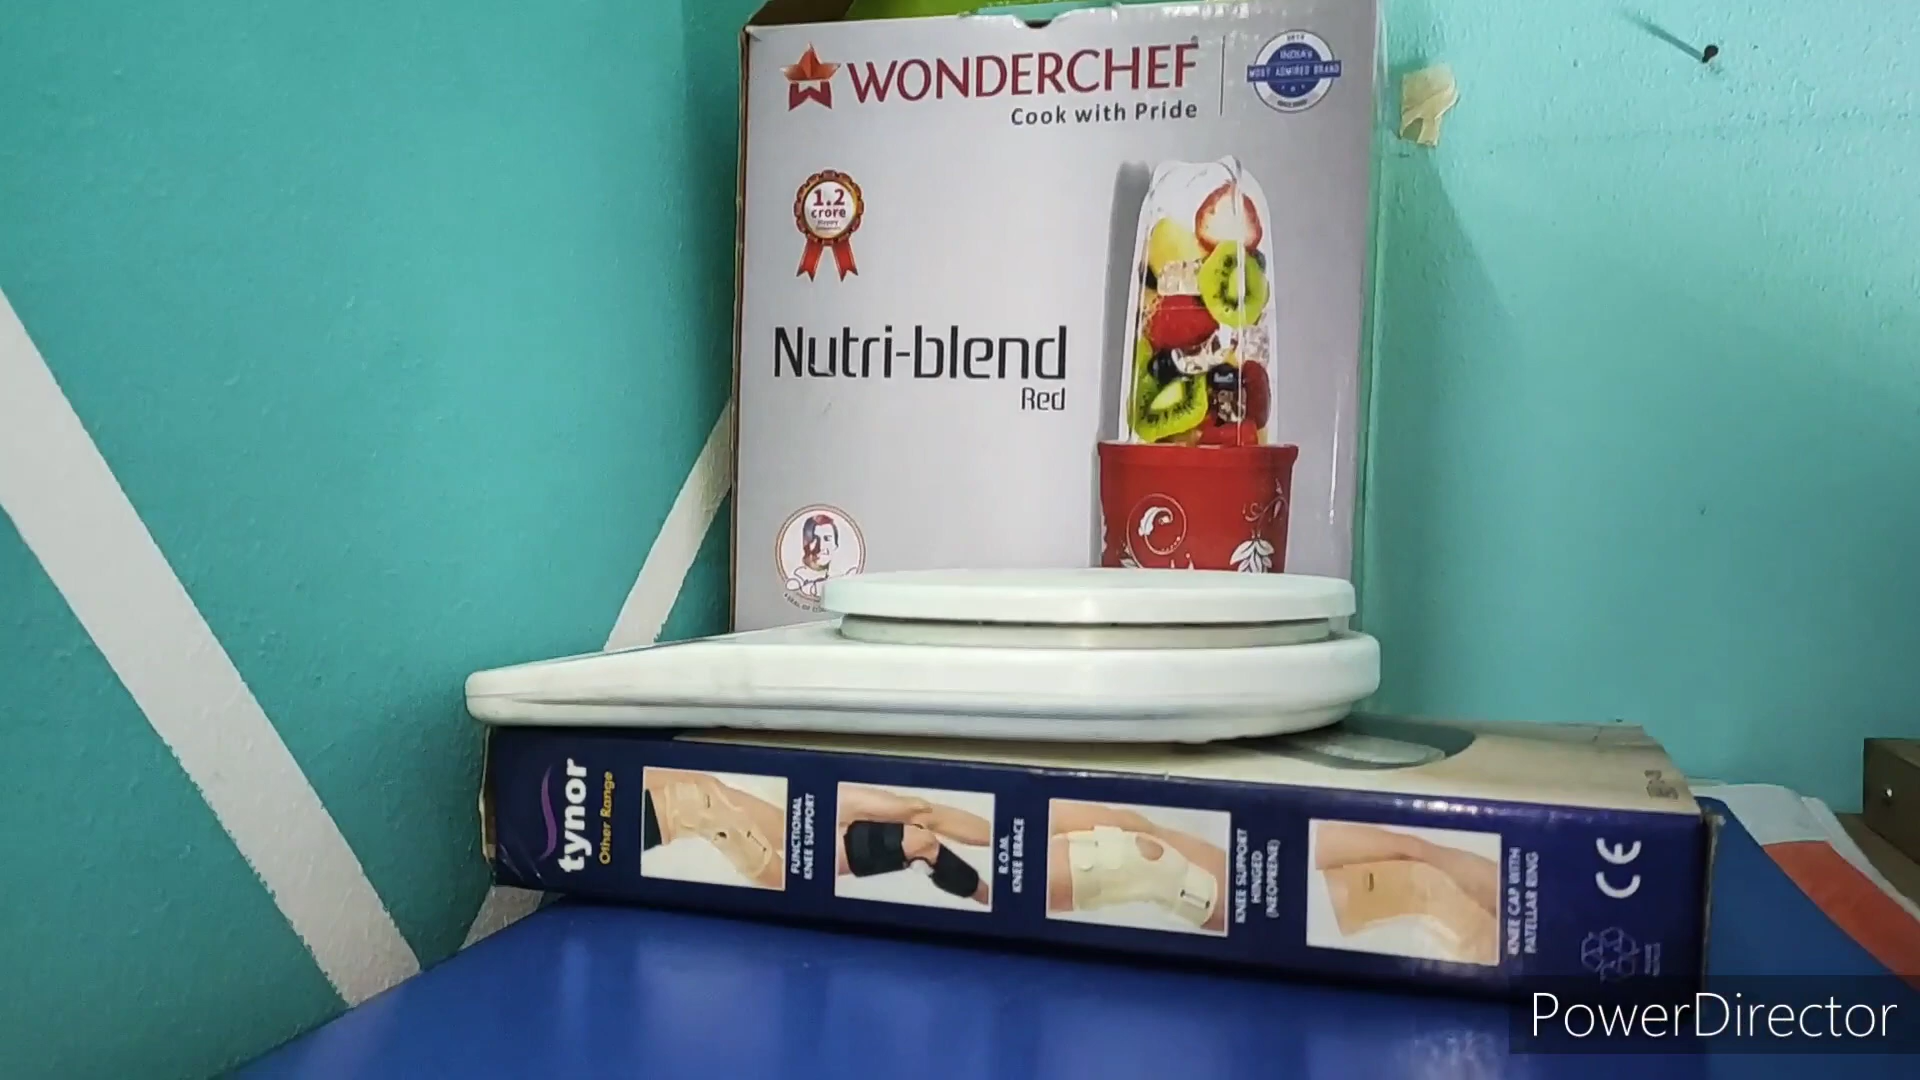 WONDERCHEF
Cook with Pride
INDIA's
MOST ADMIRED BRAND
1.2
crore
Nutri-blend
Red
tynor
Other Range
FUNCTIONAL
KNEE SUPPORT
R.O.M.
KNEE BRACE
KNEE SUPPORT
HINGED
(NEOPRENE)
KNEE CAP WITH
PATELLAR RING
CE
PowerDirector